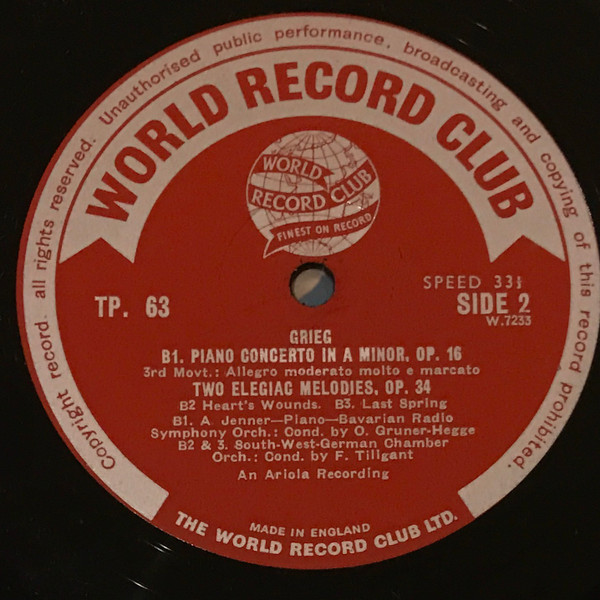 Copyright record. all rights reserved. Unauthorised public performance, broadcasting and copying of this record prohibited.
WORLD RECORD CLUB
WORLD
RECORD CLUB
FINEST ON RECORD
TP. 63
SPEED 33⅓
SIDE 2
W.7233
GRIEG
B1. PIANO CONCERTO IN A MINOR, OP. 16
3rd Movt.: Allegro moderato molto e marcato
TWO ELEGIAC MELODIES, OP. 34
B2 Heart's Wounds. B3. Last Spring
B1. A. Jenner—Piano—Bavarian Radio
Symphony Orch.: Cond. by O. Gruner-Hegge
B2 & 3. South-West-German Chamber
Orch.: Cond. by F. Tillgant
An Ariola Recording
MADE IN ENGLAND
THE WORLD RECORD CLUB LTD.